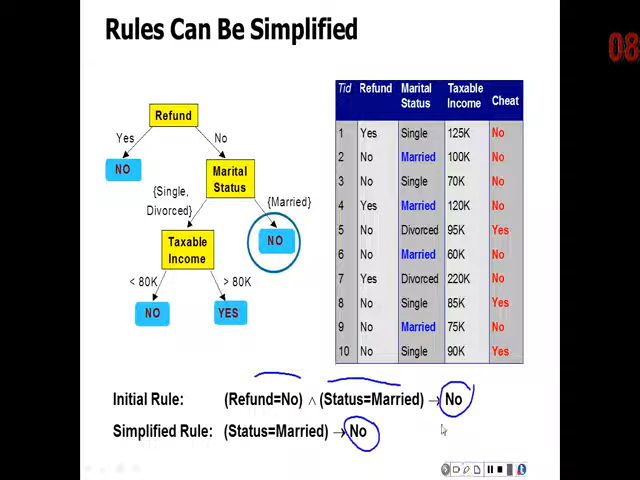 Rules Can Be Simplified
08
Refund
Yes
No
NO
Marital
Status
{Single,
Divorced}
{Married}
Taxable
Income
NO
< 80K
> 80K
NO
YES
Tid Refund Marital Status Taxable Income Cheat
1 Yes Single 125K No
2 No Married 100K No
3 No Single 70K No
4 Yes Married 120K No
5 No Divorced 95K Yes
6 No Married 60K No
7 Yes Divorced 220K No
8 No Single 85K Yes
9 No Married 75K No
10 No Single 90K Yes
Initial Rule: (Refund=No) ∧ (Status=Married) → No
Simplified Rule: (Status=Married) → No